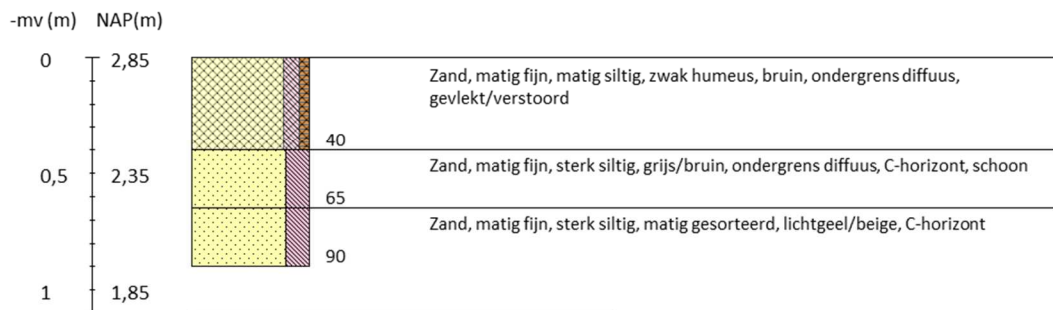 -mv (m) NAP(m)
0 2,85
Zand, matig fijn, matig siltig, zwak humeus, bruin, ondergrens diffuus,
gevlekt/verstoord
40
Zand, matig fijn, sterk siltig, grijs/bruin, ondergrens diffuus, C-horizont, schoon
0,5 2,35
65
Zand, matig fijn, sterk siltig, matig gesorteerd, lichtgeel/beige, C-horizont
90
1 1,85